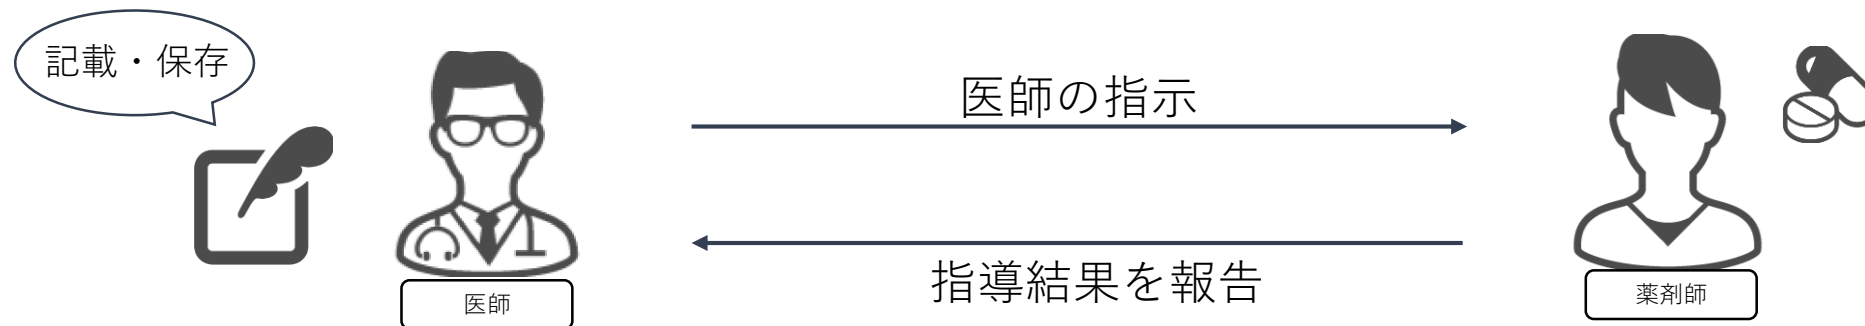 記載・保存
医師の指示
指導結果を報告
医師
薬剤師